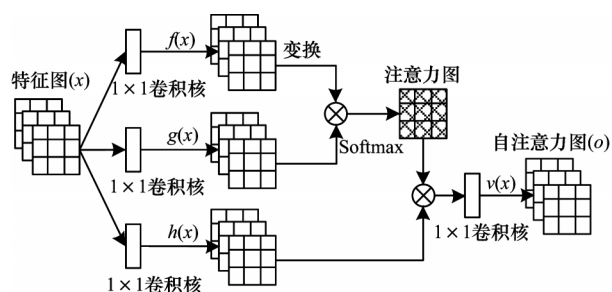 f(x)
变换
特征图(x)
1×1卷积核
注意力图
g(x)
Softmax
自注意力图(o)
1×1卷积核
v(x)
h(x)
1×1卷积核
1×1卷积核